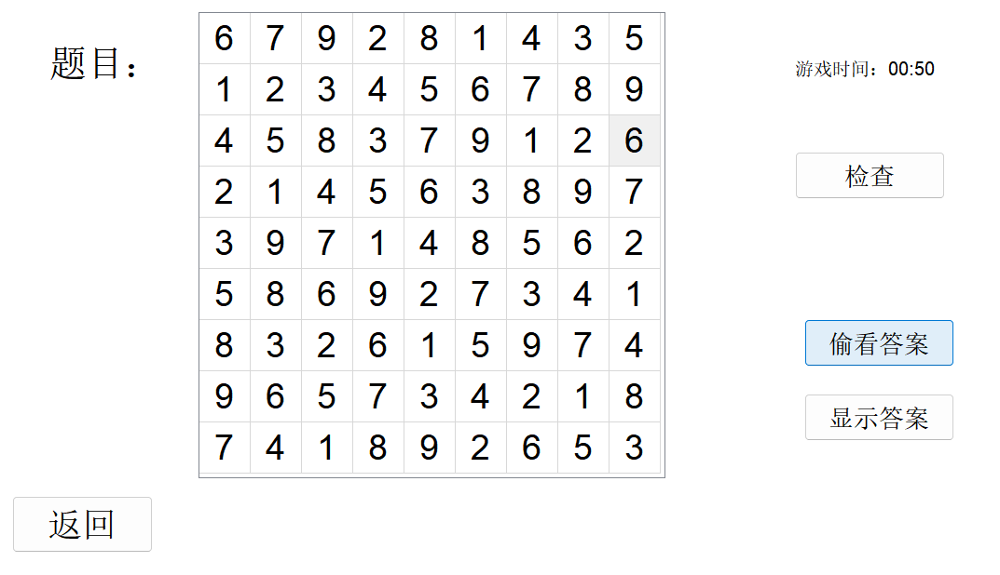 题目：
6 7 9 2 8 1 4 3 5
游戏时间：00:50
1 2 3 4 5 6 7 8 9
4 5 8 3 7 9 1 2 6
检查
2 1 4 5 6 3 8 9 7
3 9 7 1 4 8 5 6 2
5 8 6 9 2 7 3 4 1
8 3 2 6 1 5 9 7 4
偷看答案
9 6 5 7 3 4 2 1 8
显示答案
7 4 1 8 9 2 6 5 3
返回